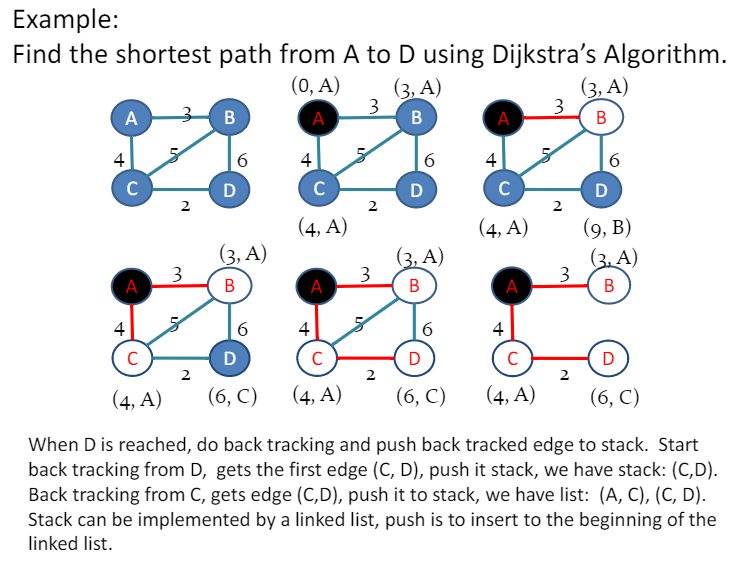 Example:
Find the shortest path from A to D using Dijkstra's Algorithm.
(0, A) (3, A) (3, A)
A 3 B A 3 B A 3 B
4 5 6 4 5 6 4 5 6
C D C D C D
2 2 2
(4, A) (4, A) (9, B)
(3, A) (3, A) (3, A)
A 3 B A 3 B A 3 B
4 5 6 4 5 6 4
C D C D C D
2 2 2
(4, A) (6, C) (4, A) (6, C) (4, A) (6, C)
When D is reached, do back tracking and push back tracked edge to stack. Start
back tracking from D, gets the first edge (C, D), push it stack, we have stack: (C,D).
Back tracking from C, gets edge (C,D), push it to stack, we have list: (A, C), (C, D).
Stack can be implemented by a linked list, push is to insert to the beginning of the
linked list.